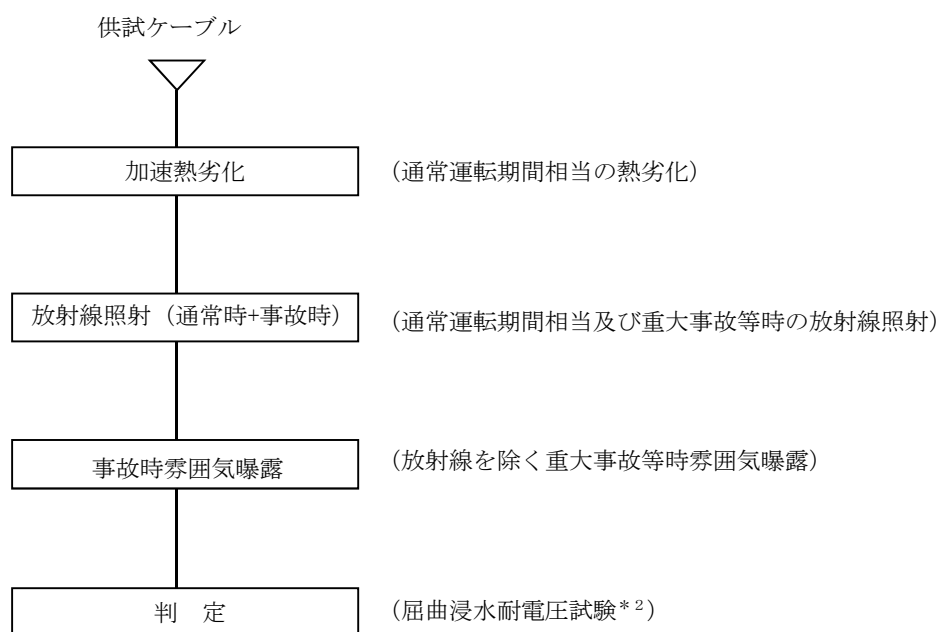 供試ケーブル
加速熱劣化 (通常運転期間相当の熱劣化)
放射線照射(通常時+事故時) (通常運転期間相当及び重大事故等時の放射線照射)
事故時雰囲気曝露 (放射線を除く重大事故等時雰囲気曝露)
判 定 (屈曲浸水耐電圧試験*2)